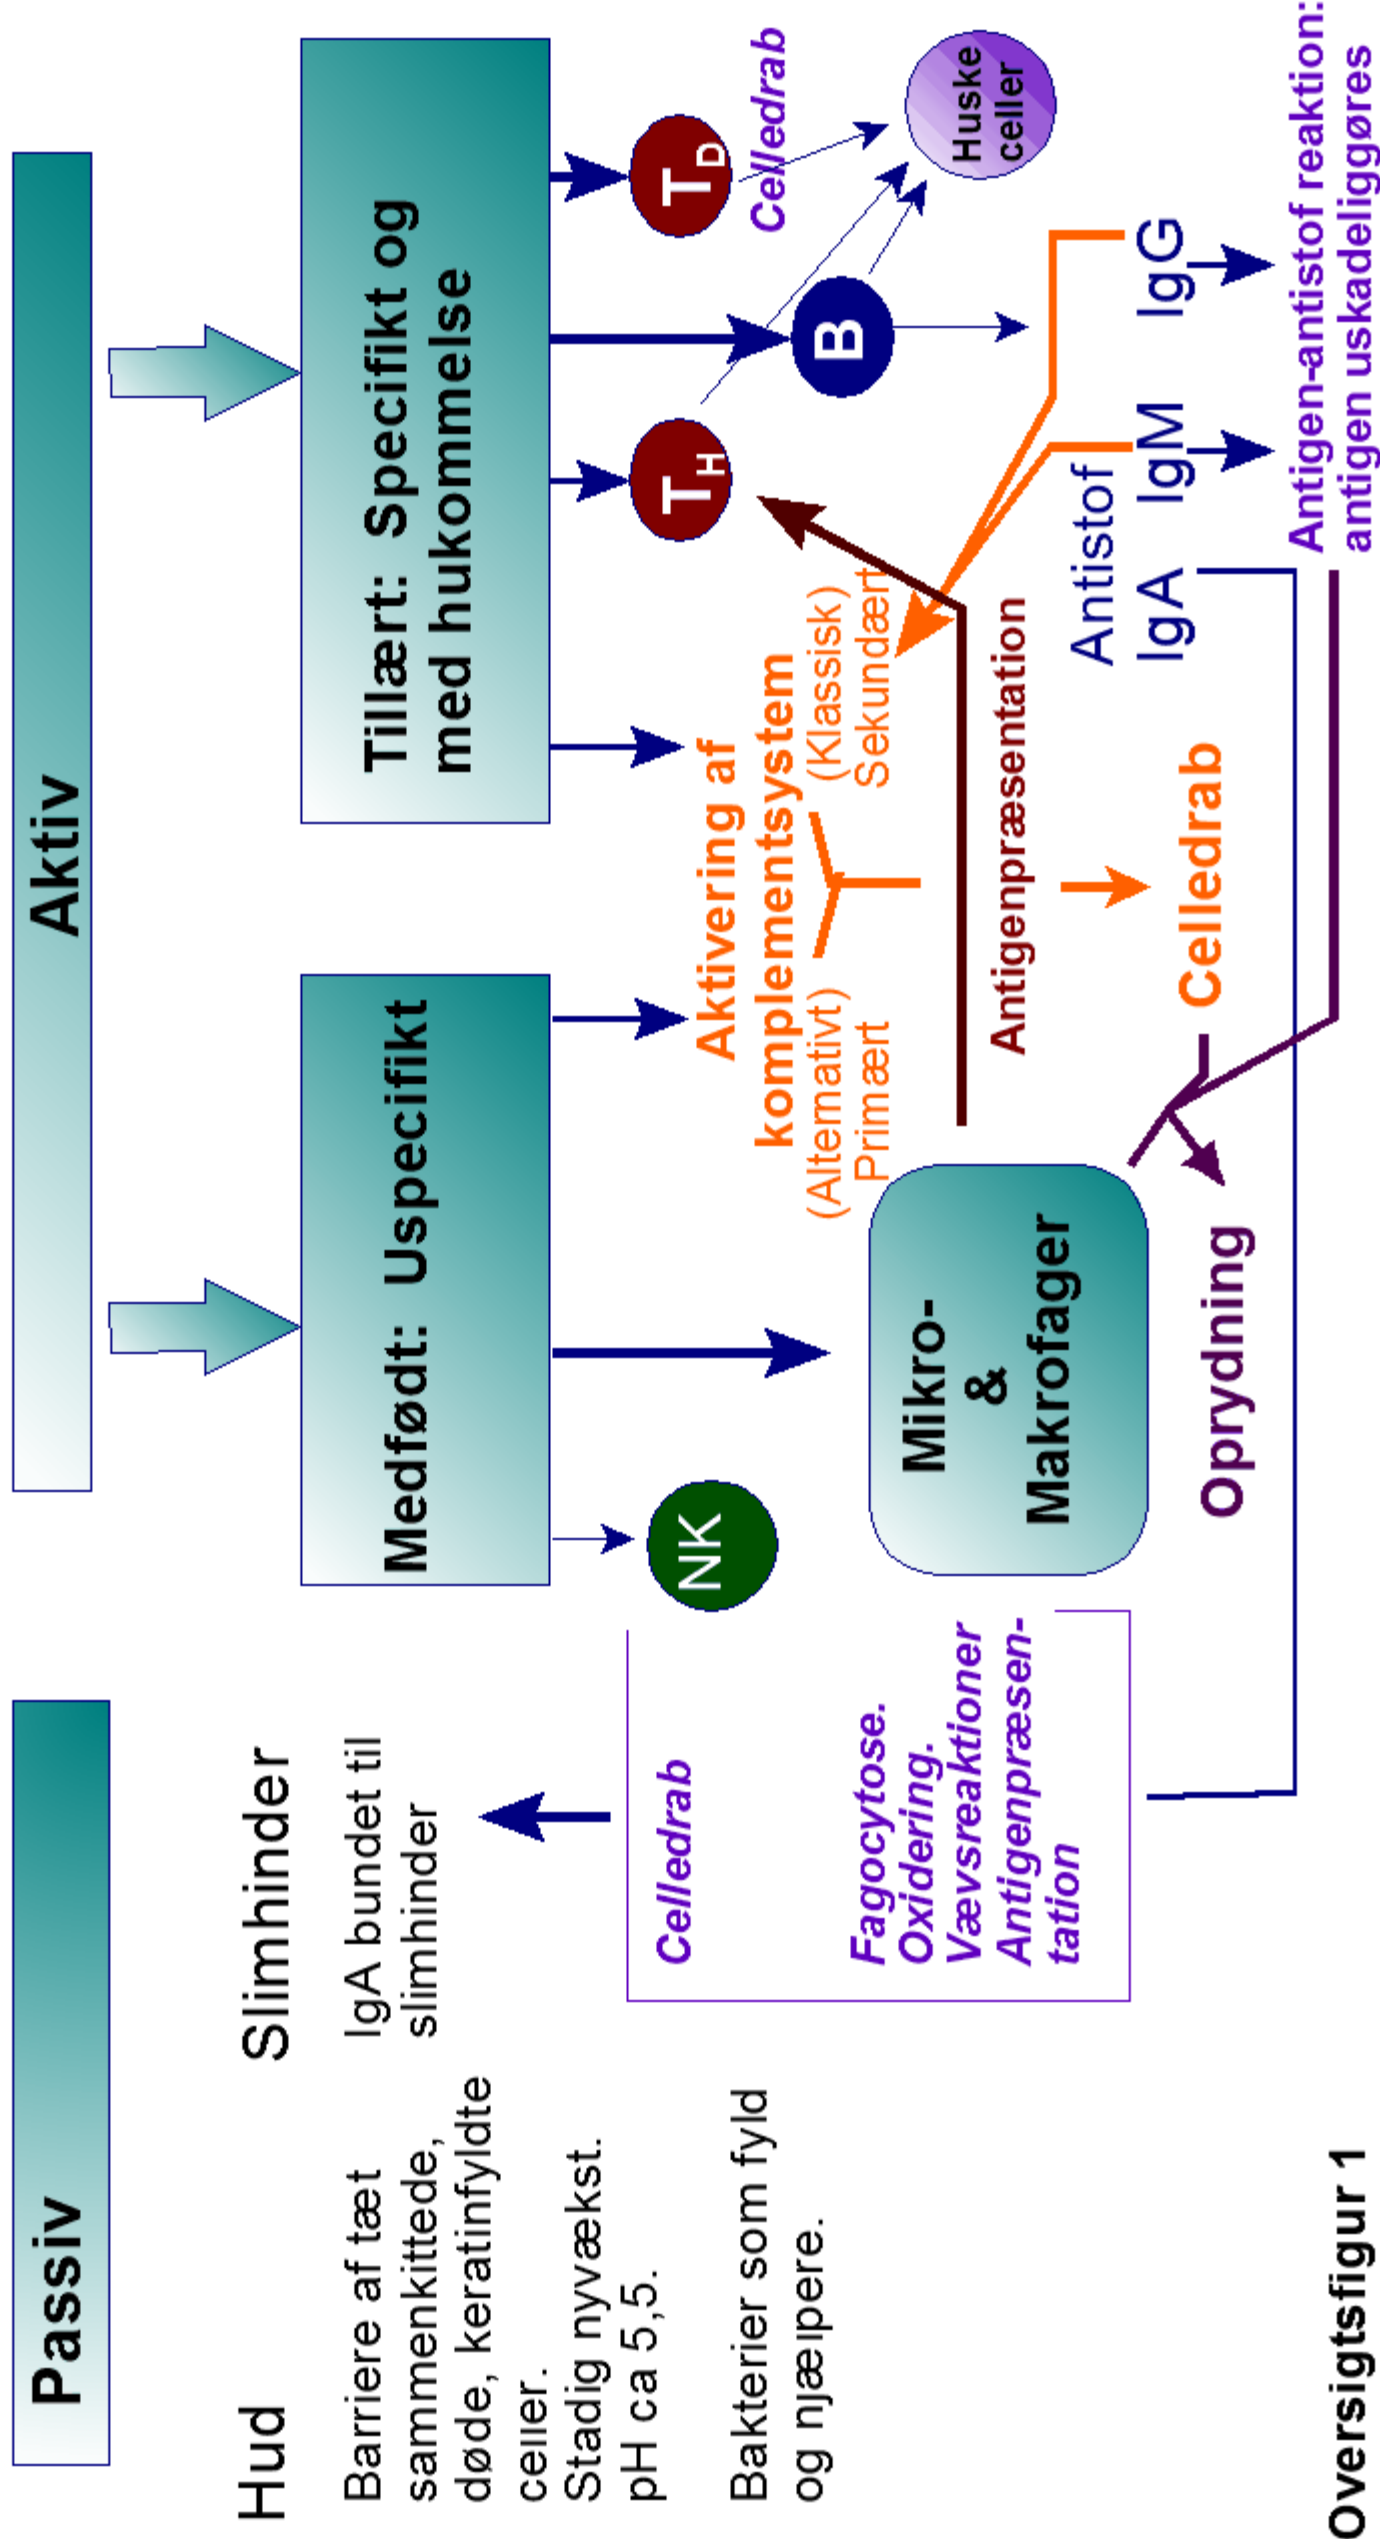 Passiv
Aktiv
Hud
Barriere af tæt
sammenkittede,
døde, keratinfyldte
celler.
Stadig nyvækst.
pH ca 5,5.
Bakterier som fyld
og hjælpere.
Slimhinder
IgA bundet til
slimhinder
Celledrab
Fagocytose.
Oxidering.
Vævsreaktioner
Antigenpræsen-
tation
Medfødt: Uspecifikt
NK
Mikro-
&
Makrofager
Oprydning
Tillært: Specifikt og
med hukommelse
Aktivering af
komplementsystem
(Alternativt)
Primært
(Klassisk)
Sekundært
Antigenpræsentation
Celledrab
TH
B
TD
Celledrab
Huske
celler
Antistof
IgA IgM IgG
Antigen-antistof reaktion:
antigen uskadeliggøres
Oversigtsfigur 1